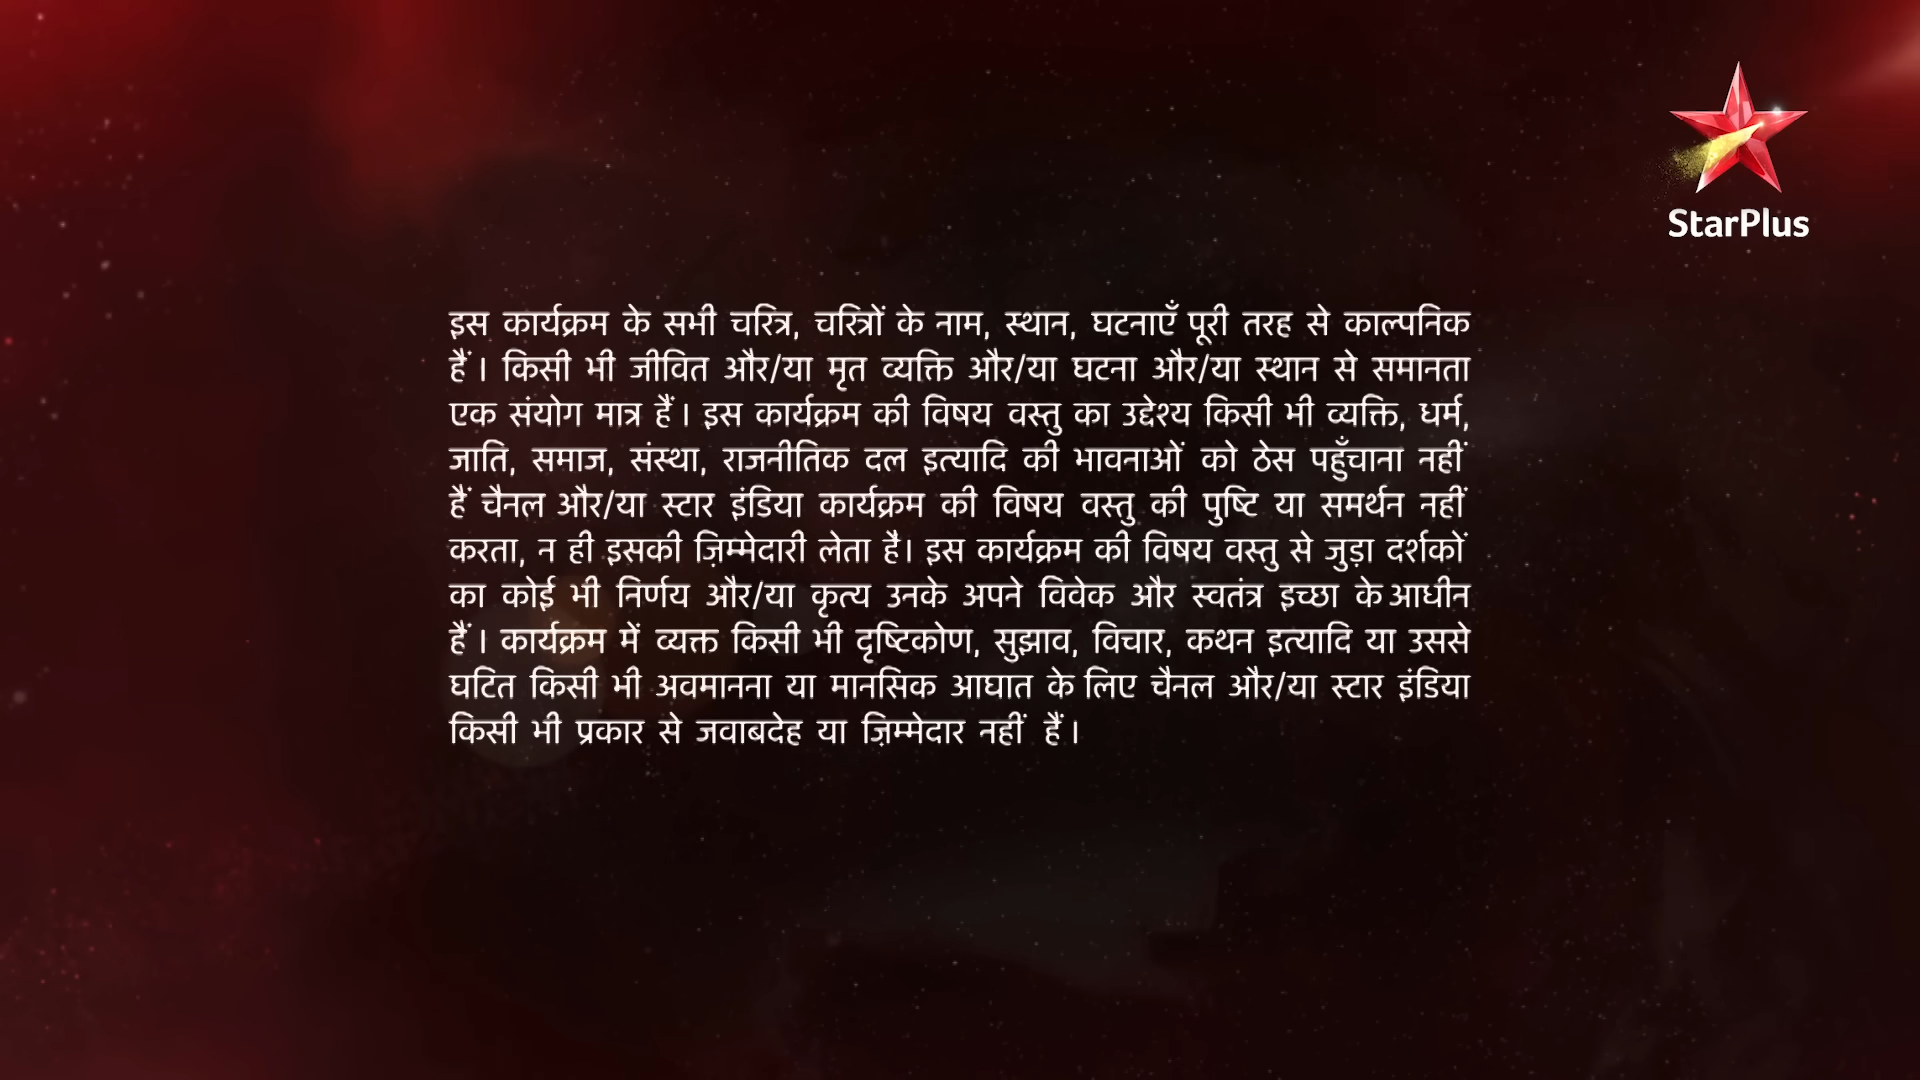 StarPlus
इस कार्यक्रम के सभी चरित्र, चरित्रों के नाम, स्थान, घटनाएँ पूरी तरह से काल्पनिक
हैं । किसी भी जीवित और/या मृत व्यक्ति और/या घटना और/या स्थान से समानता
एक संयोग मात्र हैं । इस कार्यक्रम की विषय वस्तु का उद्देश्य किसी भी व्यक्ति, धर्म,
जाति, समाज, संस्था, राजनीतिक दल इत्यादि की भावनाओं को ठेस पहुँचाना नहीं
हैं चैनल और/या स्टार इंडिया कार्यक्रम की विषय वस्तु की पुष्टि या समर्थन नहीं
करता, न ही इसकी ज़िम्मेदारी लेता है। इस कार्यक्रम की विषय वस्तु से जुड़ा दर्शकों
का कोई भी निर्णय और/या कृत्य उनके अपने विवेक और स्वतंत्र इच्छा के आधीन
हैं । कार्यक्रम में व्यक्त किसी भी दृष्टिकोण, सुझाव, विचार, कथन इत्यादि या उससे
घटित किसी भी अवमानना या मानसिक आघात के लिए चैनल और/या स्टार इंडिया
किसी भी प्रकार से जवाबदेह या ज़िम्मेदार नहीं हैं ।